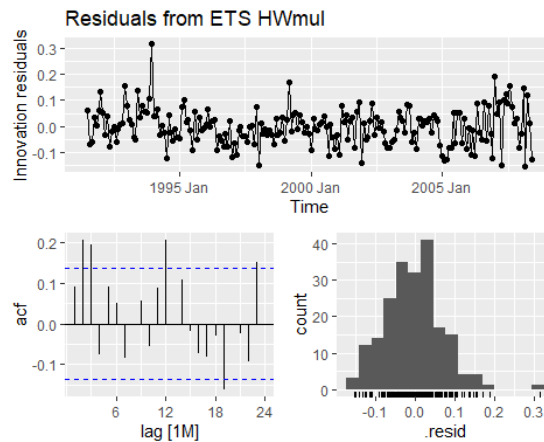 Residuals from ETS HWmul
Innovation residuals
0.3
0.2
0.1
0.0
-0.1
1995 Jan 2000 Jan 2005 Jan
Time
acf
0.2
0.1
0.0
-0.1
6 12 18 24
lag [1M]
count
40
30
20
10
0
-0.1 0.0 0.1 0.2 0.3
.resid